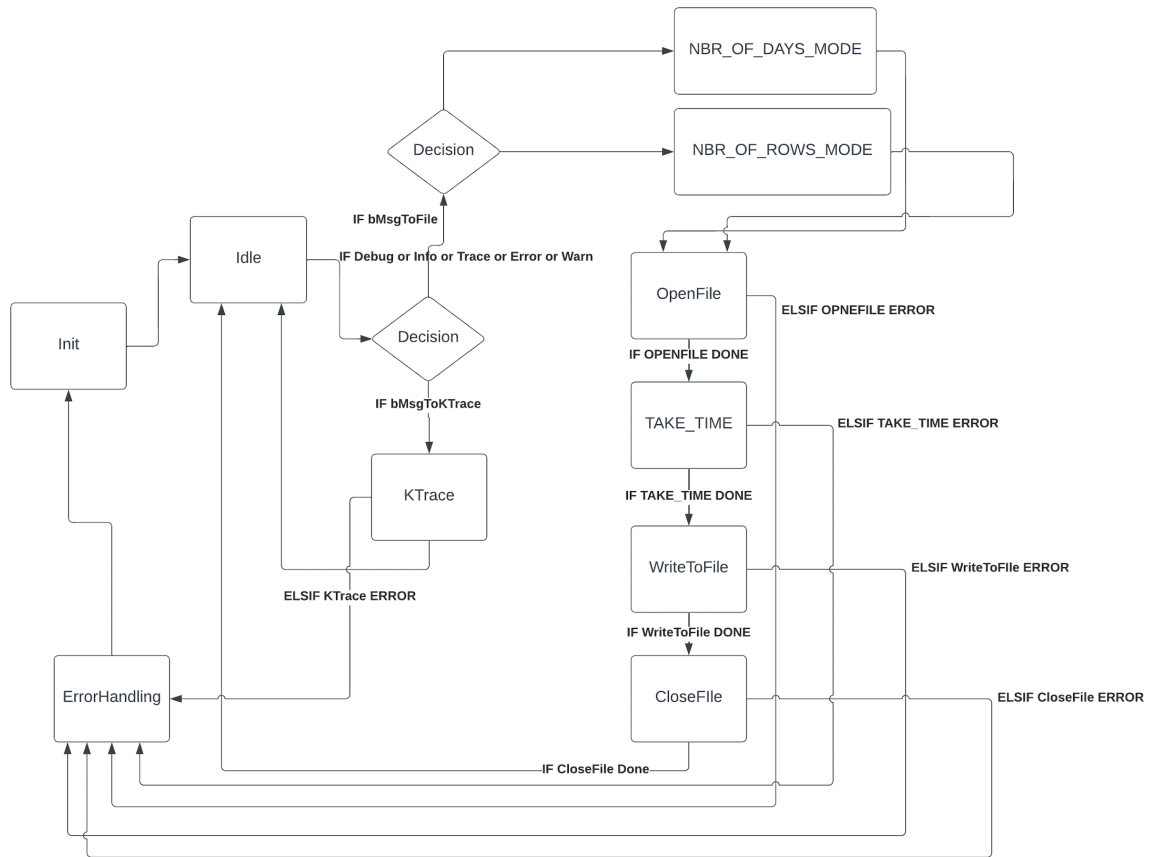 NBR_OF_DAYS_MODE
Decision
NBR_OF_ROWS_MODE
IF bMsgToFile
Idle
IF Debug or Info or Trace or Error or Warn
OpenFile
ELSIF OPNEFILE ERROR
Init
Decision
IF OPENFILE DONE
IF bMsgToKTrace
TAKE_TIME
ELSIF TAKE_TIME ERROR
KTrace
IF TAKE_TIME DONE
WriteToFile
ELSIF WriteToFIle ERROR
ELSIF KTrace ERROR
IF WriteToFile DONE
ErrorHandling
CloseFIle
ELSIF CloseFile ERROR
IF CloseFile Done